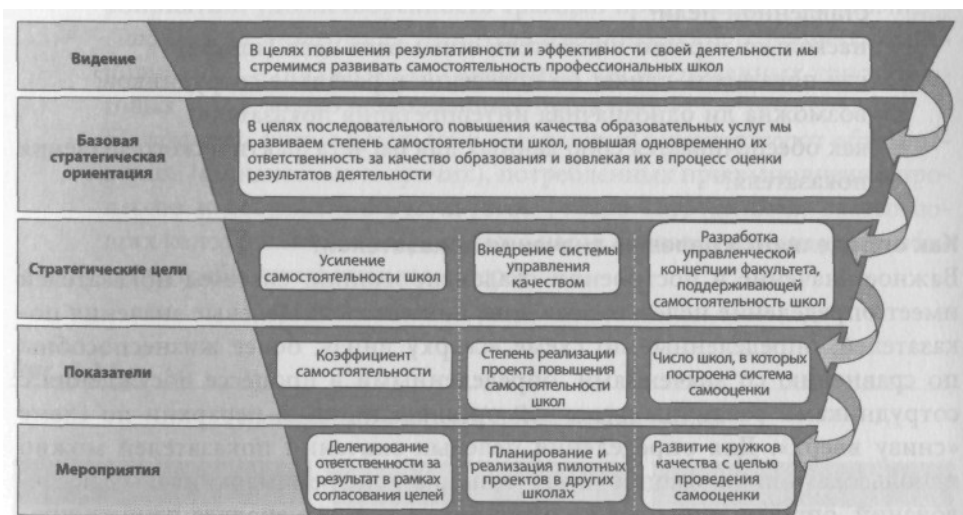 Видение
В целях повышения результативности и эффективности своей деятельности мы
стремимся развивать самостоятельность профессиональных школ
Базовая
стратегическая
ориентация
В целях последовательного повышения качества образовательных услуг мы
развиваем степень самостоятельности школ, повышая одновременно их
ответственность за качество образования и вовлекая их в процесс оценки
результатов деятельности
Стратегические цели
Усиление
самостоятельности школ
Внедрение системы
управления
качеством
Разработка
управленческой
концепции факультета,
поддерживающей
самостоятельность школ
Показатели
Коэффициент
самостоятельности
Степень реализации
проекта повышения
самостоятельности
школ
Число школ, в которых
построена система
самооценки
Мероприятия
Делегирование
ответственности за
результат в рамках
согласования целей
Планирование и
реализация пилотных
проектов в других
школах
Развитие кружков
качества с целью
проведения
самооценки